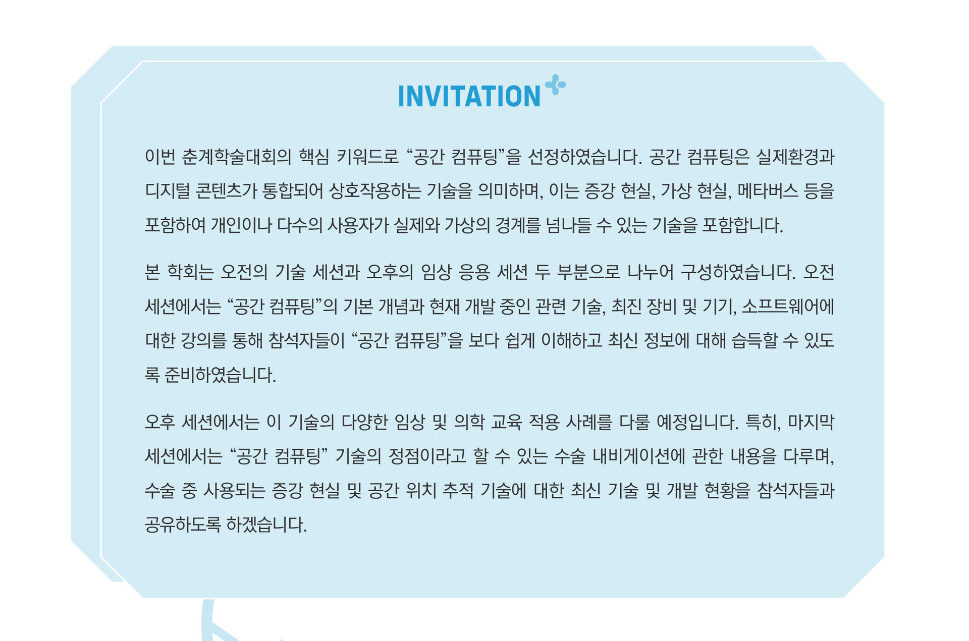 INVITATION
이번 춘계학술대회의 핵심 키워드로 “공간 컴퓨팅”을 선정하였습니다. 공간 컴퓨팅은 실제환경과
디지털 콘텐츠가 통합되어 상호작용하는 기술을 의미하며, 이는 증강 현실, 가상 현실, 메타버스 등을
포함하여 개인이나 다수의 사용자가 실제와 가상의 경계를 넘나들 수 있는 기술을 포함합니다.
본 학회는 오전의 기술 세션과 오후의 임상 응용 세션 두 부분으로 나누어 구성하였습니다. 오전
세션에서는 “공간 컴퓨팅”의 기본 개념과 현재 개발 중인 관련 기술, 최진 장비 및 기기, 소프트웨어에
대한 강의를 통해 참석자들이 “공간 컴퓨팅”을 보다 쉽게 이해하고 최신 정보에 대해 습득할 수 있도
록 준비하였습니다.
오후 세션에서는 이 기술의 다양한 임상 및 의학 교육 적용 사례를 다룰 예정입니다. 특히, 마지막
세션에서는 “공간 컴퓨팅” 기술의 정점이라고 할 수 있는 수술 내비게이션에 관한 내용을 다루며,
수술 중 사용되는 증강 현실 및 공간 위치 추적 기술에 대한 최신 기술 및 개발 현황을 참석자들과
공유하도록 하겠습니다.